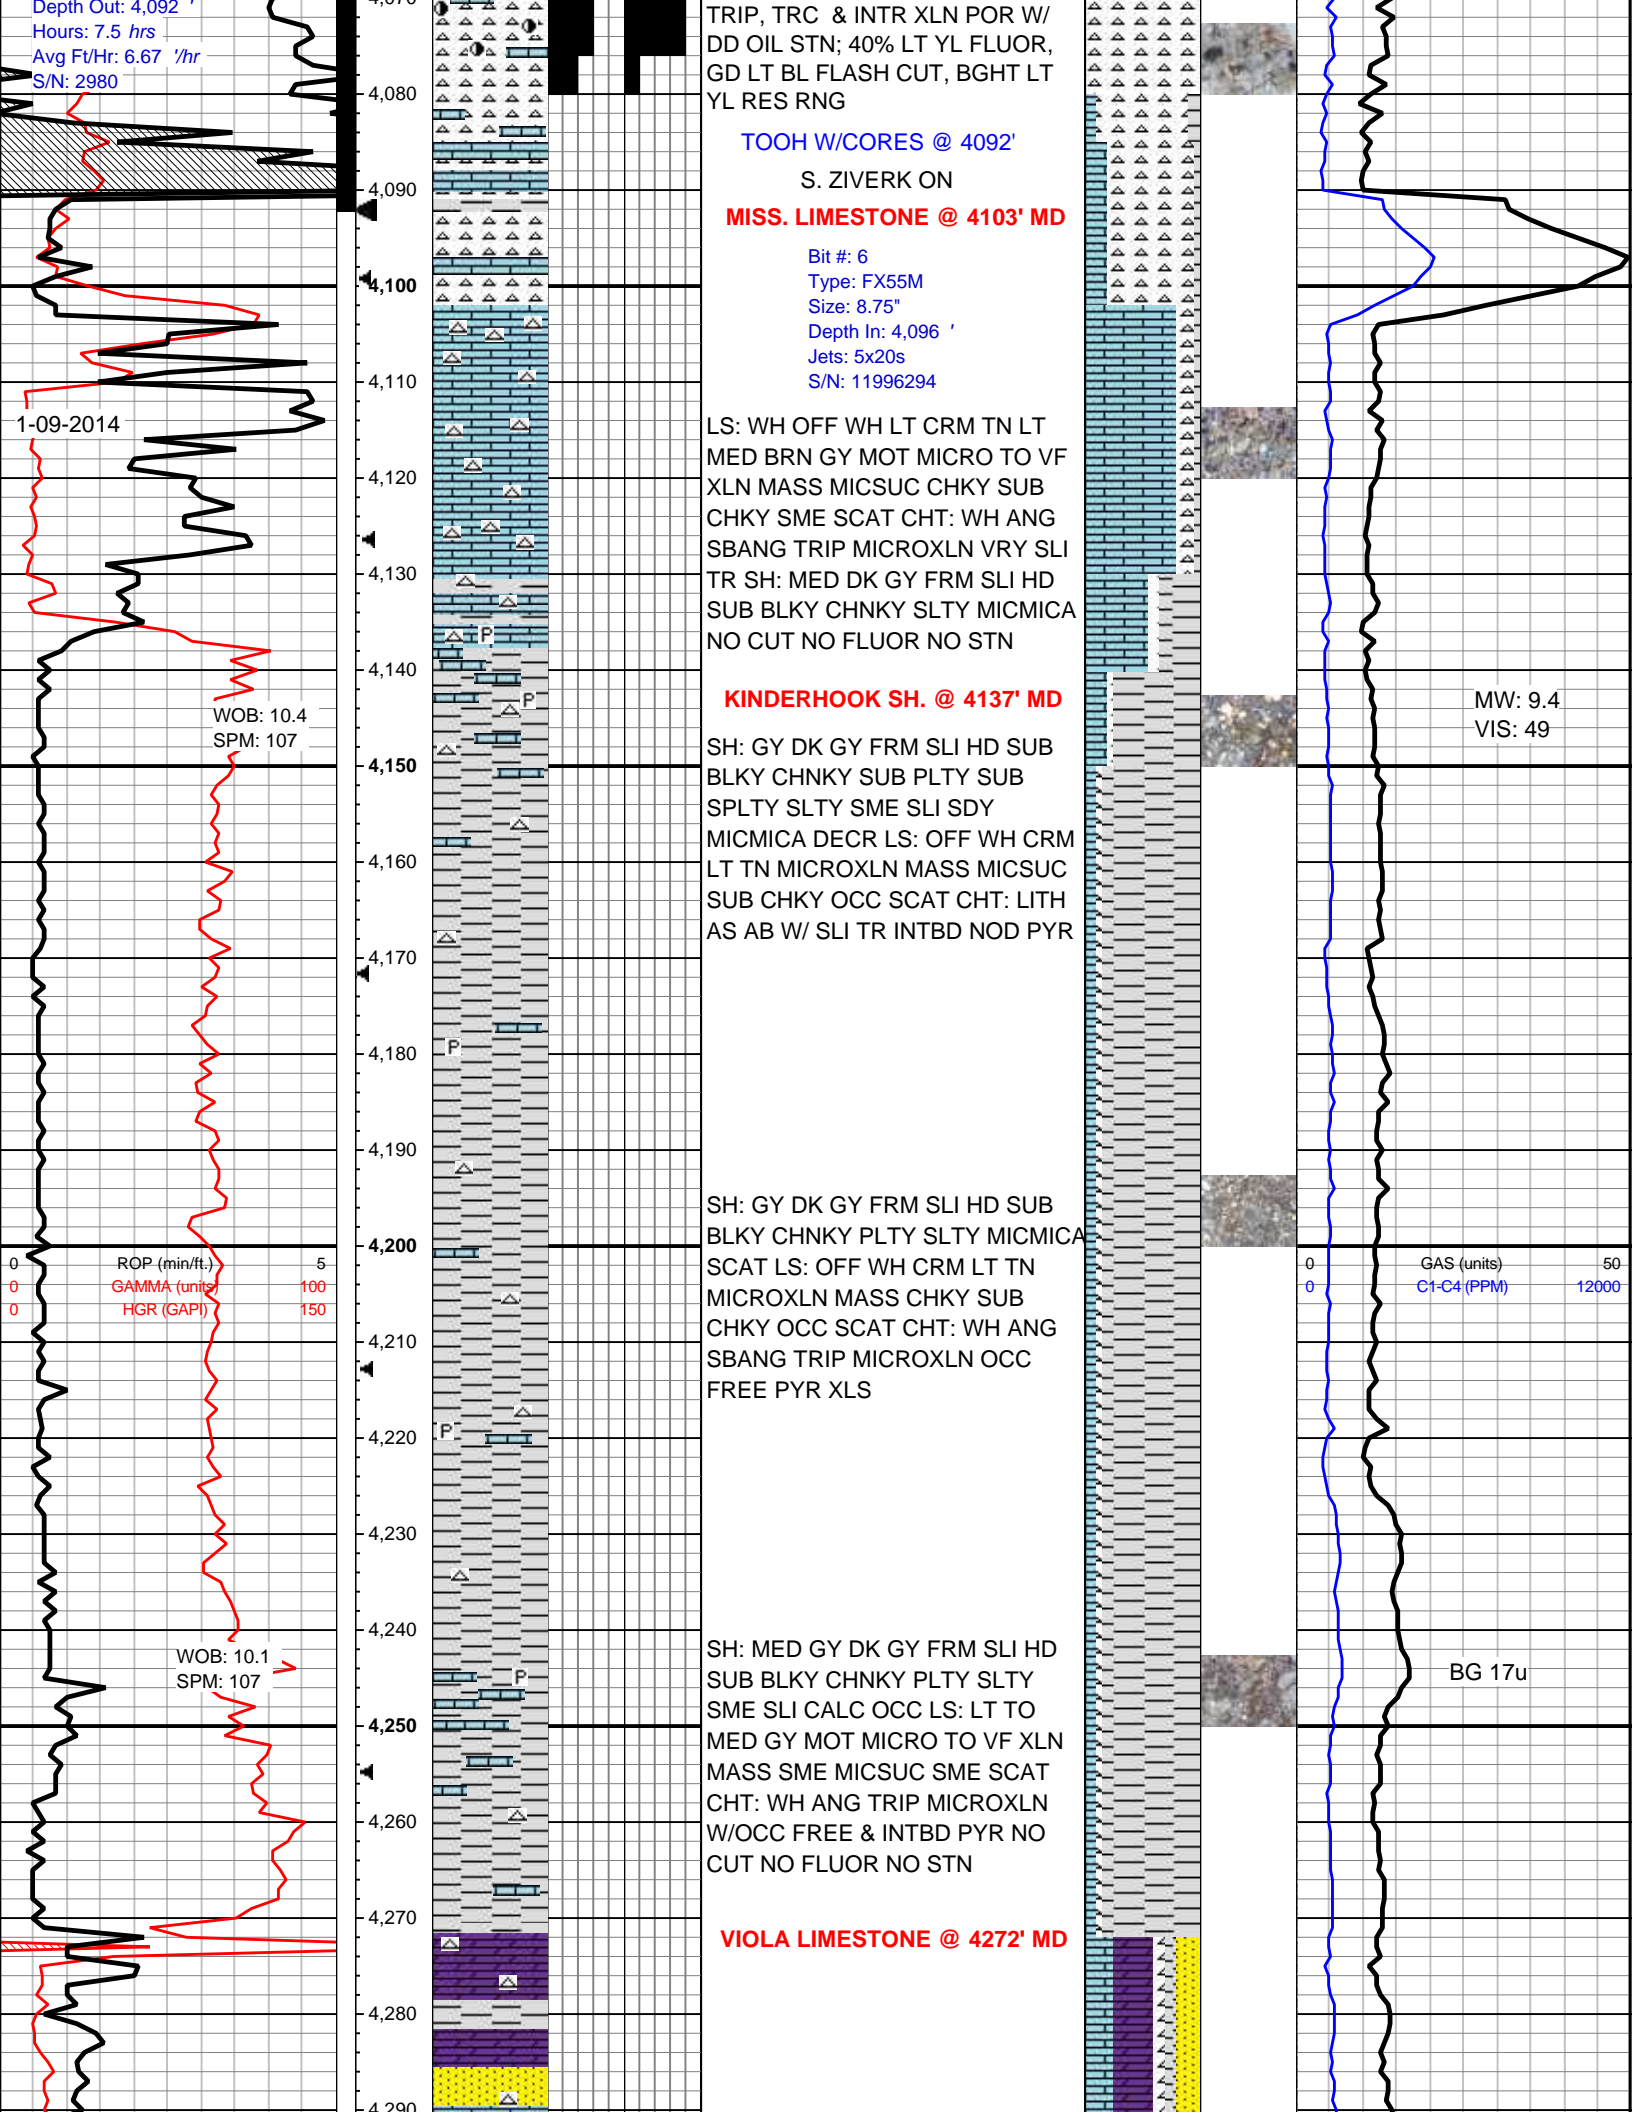 Depth Out: 4,092 '
Hours: 7.5 hrs
Avg Ft/Hr: 6.67 '/hr
S/N: 2980
1-09-2014
WOB: 10.4
SPM: 107
0 ROP (min/ft.) 5
0 GAMMA (units 100
0 HGR (GAPI) 150
WOB: 10.1
SPM: 107
4,070
4,080
4,090
4,100
4,110
4,120
4,130
4,140
4,150
4,160
4,170
4,180
4,190
4,200
4,210
4,220
4,230
4,240
4,250
4,260
4,270
4,280
4,290
P
P
P
P
P
TRIP, TRC & INTR XLN POR W/
DD OIL STN; 40% LT YL FLUOR,
GD LT BL FLASH CUT, BGHT LT
YL RES RNG
TOOH W/CORES @ 4092'
S. ZIVERK ON
MISS. LIMESTONE @ 4103' MD
Bit #: 6
Type: FX55M
Size: 8.75"
Depth In: 4,096 '
Jets: 5x20s
S/N: 11996294
LS: WH OFF WH LT CRM TN LT
MED BRN GY MOT MICRO TO VF
XLN MASS MICSUC CHKY SUB
CHKY SME SCAT CHT: WH ANG
SBANG TRIP MICROXLN VRY SLI
TR SH: MED DK GY FRM SLI HD
SUB BLKY CHNKY SLTY MICMICA
NO CUT NO FLUOR NO STN
KINDERHOOK SH. @ 4137' MD
SH: GY DK GY FRM SLI HD SUB
BLKY CHNKY SUB PLTY SUB
SPLTY SLTY SME SLI SDY
MICMICA DECR LS: OFF WH CRM
LT TN MICROXLN MASS MICSUC
SUB CHKY OCC SCAT CHT: LITH
AS AB W/ SLI TR INTBD NOD PYR
SH: GY DK GY FRM SLI HD SUB
BLKY CHNKY PLTY SLTY MICMICA
SCAT LS: OFF WH CRM LT TN
MICROXLN MASS CHKY SUB
CHKY OCC SCAT CHT: WH ANG
SBANG TRIP MICROXLN OCC
FREE PYR XLS
SH: MED GY DK GY FRM SLI HD
SUB BLKY CHNKY PLTY SLTY
SME SLI CALC OCC LS: LT TO
MED GY MOT MICRO TO VF XLN
MASS SME MICSUC SME SCAT
CHT: WH ANG TRIP MICROXLN
W/OCC FREE & INTBD PYR NO
CUT NO FLUOR NO STN
VIOLA LIMESTONE @ 4272' MD
MW: 9.4
VIS: 49
0 GAS (units) 50
0 C1-C4 (PPM) 12000
BG 17u